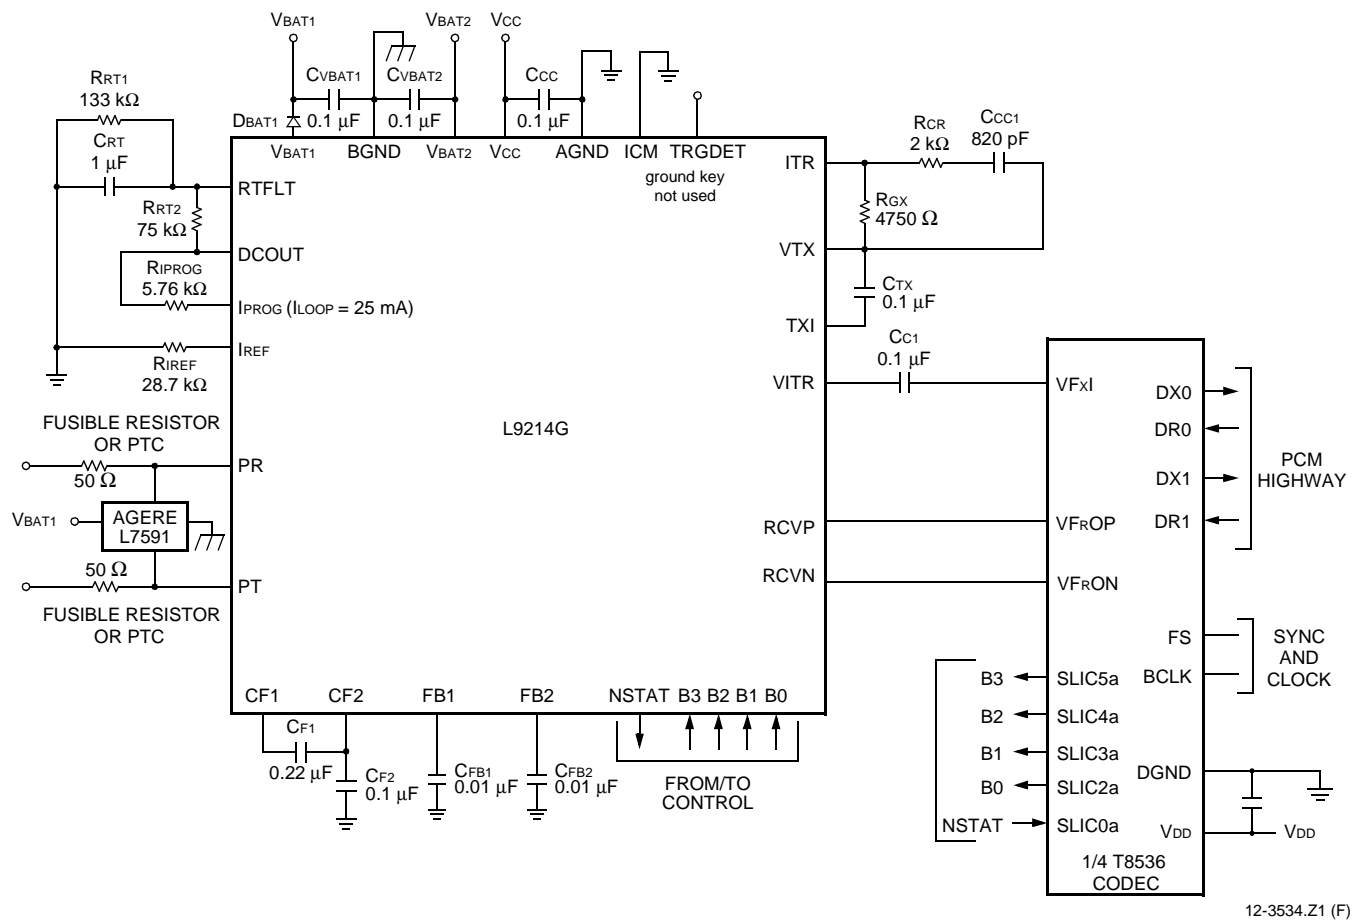 VBAT1
VBAT2
VCC
CVBAT1
0.1 µF
CVBAT2
0.1 µF
CCC
0.1 µF
DBAT1
RRT1
133 kΩ
CRT
1 µF
RRT2
75 kΩ
RIPROG
5.76 kΩ
RIREF
28.7 kΩ
VBAT1
BGND
VBAT2
VCC
AGND
ICM
TRGDET
ground key
not used
RTFLT
DCOUT
IPROG (ILOOP = 25 mA)
IREF
L9214G
ITR
VTX
TXI
VITR
RCVP
RCVN
RCR
2 kΩ
CCC1
820 pF
RGX
4750 Ω
CTX
0.1 µF
CC1
0.1 µF
FUSIBLE RESISTOR
OR PTC
50 Ω
PR
VBAT1
AGERE
L7591
50 Ω
PT
FUSIBLE RESISTOR
OR PTC
CF1
CF2
FB1
FB2
NSTAT
B3
B2
B1
B0
CF1
0.22 µF
CF2
0.1 µF
CFB1
0.01 µF
CFB2
0.01 µF
FROM/TO
CONTROL
VFXI
VFROP
VFRON
DX0
DR0
DX1
DR1
PCM
HIGHWAY
FS
BCLK
SYNC
AND
CLOCK
B3
SLIC5a
B2
SLIC4a
B1
SLIC3a
B0
SLIC2a
NSTAT
SLIC0a
DGND
VDD
VDD
1/4 T8536
CODEC
12-3534.Z1 (F)